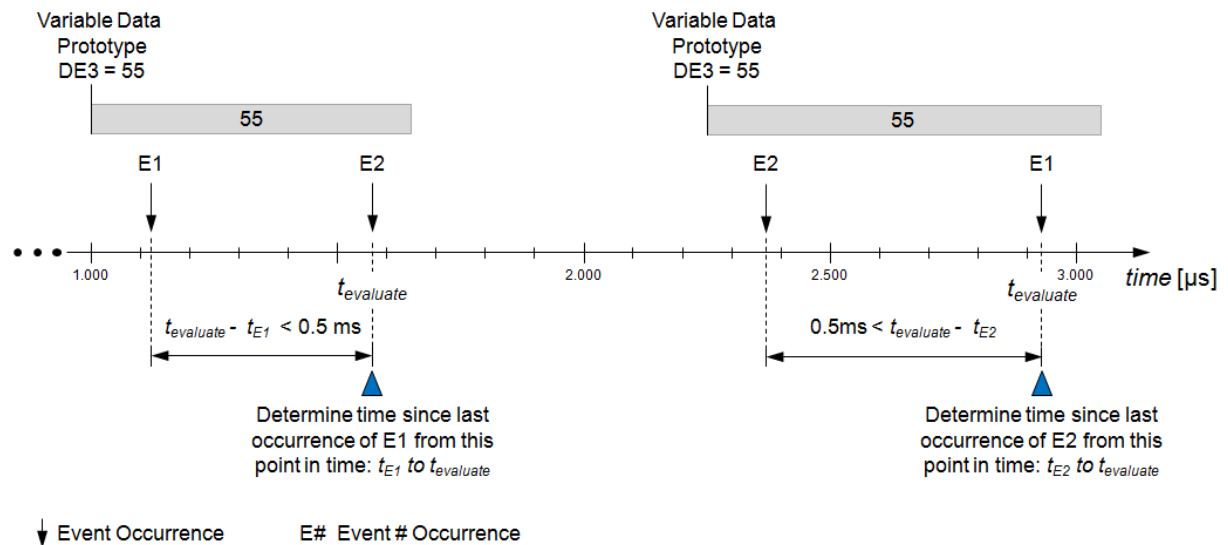 Variable Data
Prototype
DE3 = 55
Variable Data
Prototype
DE3 = 55
55
55
E1
E2
E2
E1
1.000
2.000
2.500
3.000
time [µs]
tevaluate
tevaluate
tevaluate - tE1 < 0.5 ms
0.5ms < tevaluate - tE2
Determine time since last
occurrence of E1 from this
point in time: tE1 to tevaluate
Determine time since last
occurrence of E2 from this
point in time: tE2 to tevaluate
Event Occurrence
E# Event # Occurrence